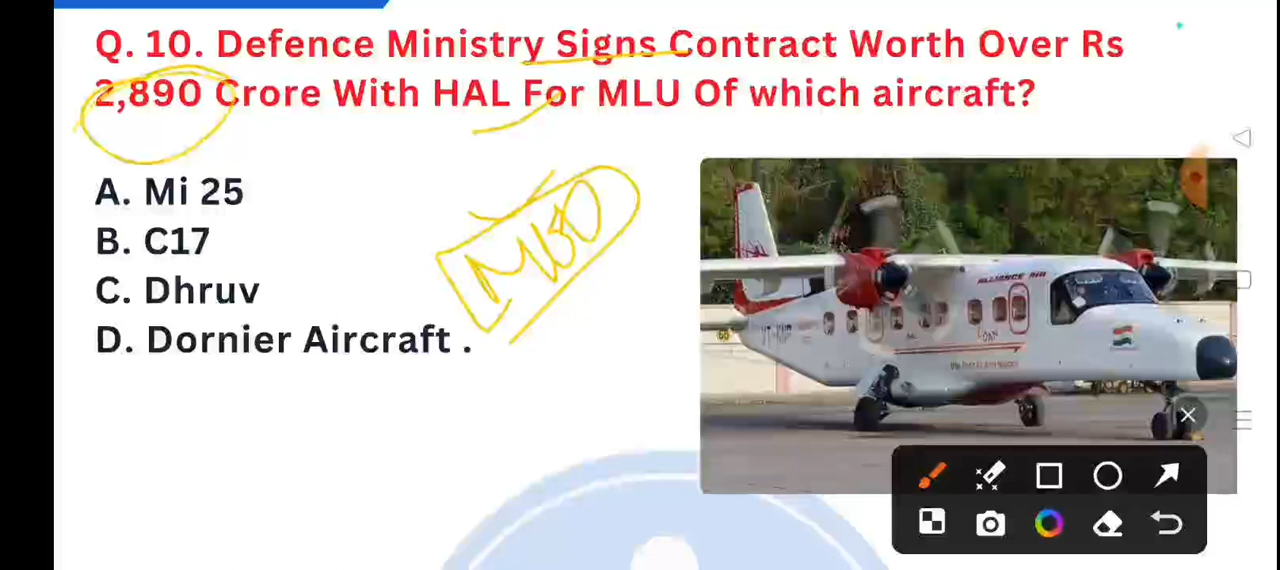 Q. 10. Defence Ministry Signs Contract Worth Over Rs
2,890 Crore With HAL For MLU Of which aircraft?
A. Mi 25
B. C17
C. Dhruv
D. Dornier Aircraft .
ALLIANCE AIR